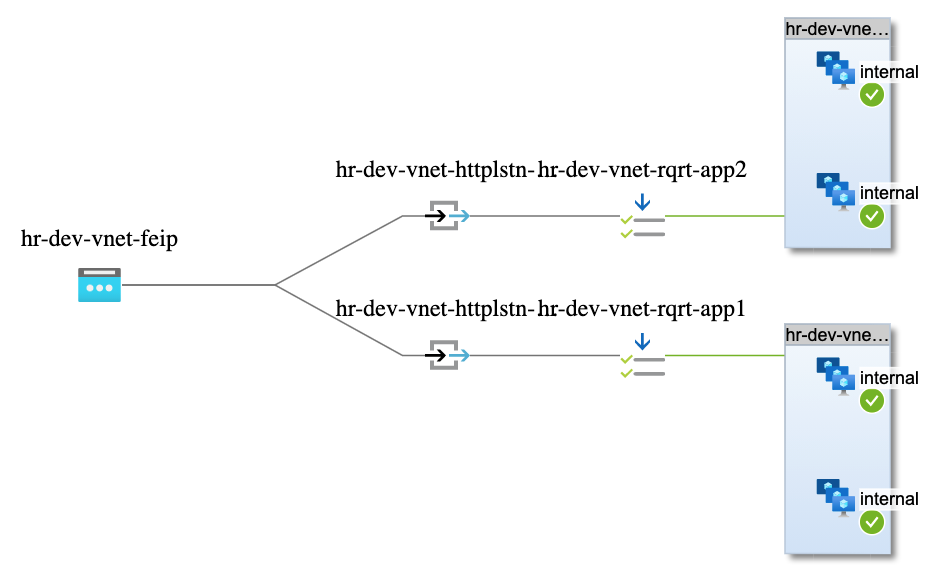 hr-dev-vne...
internal
internal
hr-dev-vnet-httplstn-hr-dev-vnet-rqrt-app2
hr-dev-vnet-feip
hr-dev-vnet-httplstn-hr-dev-vnet-rqrt-app1
hr-dev-vne...
internal
internal